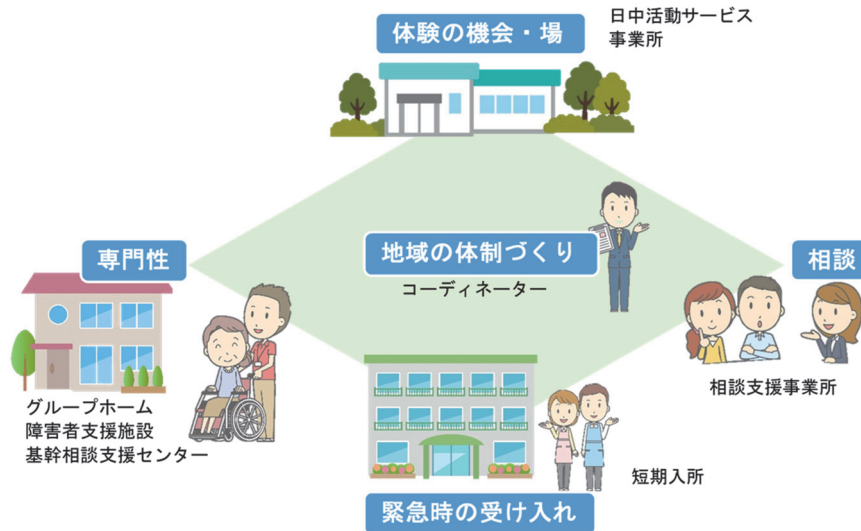 体験の機会・場
日中活動サービス
事業所
専門性
地域の体制づくり
コーディネーター
相談
グループホーム
障害者支援施設
基幹相談支援センター
相談支援事業所
短期入所
緊急時の受け入れ